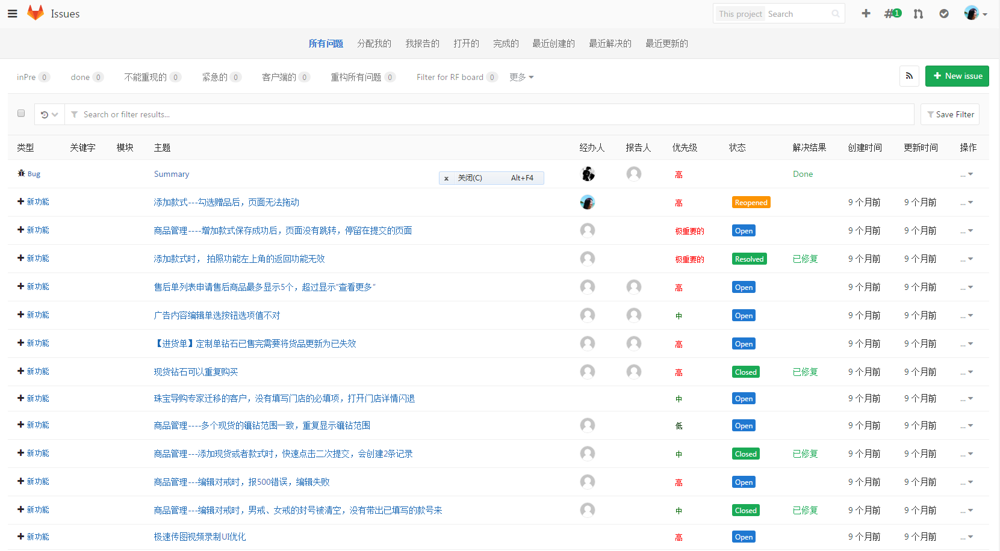 Issues
This project Search
1
所有问题 分配我的 我报告的 打开的 完成的 最近创建的 最近解决的 最近更新的
inPre 0 done 0 不能重现的 0 紧急的 0 客户端的 0 重构所有问题 0 Filter for RF board 0 更多
New issue
Search or filter results...
Save Filter
类型 关键字 模块 主题 经办人 报告人 优先级 状态 解决结果 创建时间 更新时间 操作
Bug Summary 高 Done ...
x 关闭(C) Alt+F4
新功能 添加款式---勾选赠品后，页面无法拖动 高 Reopened 9 个月前 9 个月前 ...
新功能 商品管理----增加款式保存成功后，页面没有跳转，停留在提交的页面 极重要的 Open 9 个月前 9 个月前 ...
新功能 添加款式时， 拍照功能左上角的返回功能无效 极重要的 Resolved 已修复 9 个月前 9 个月前 ...
新功能 售后单列表申请售后商品最多显示5个，超过显示“查看更多” 高 Open 9 个月前 9 个月前 ...
新功能 广告内容编辑单选按钮选项值不对 中 Open 9 个月前 9 个月前 ...
新功能 【进货单】定制单钻石已售完需要将货品更新为已失效 高 Open 9 个月前 9 个月前 ...
新功能 现货钻石可以重复购买 高 Closed 已修复 9 个月前 9 个月前 ...
新功能 珠宝导购专家迁移的客户，没有填写门店的必填项，打开门店详情闪退 中 Open 9 个月前 9 个月前 ...
新功能 商品管理----多个现货的镶钻范围一致，重复显示镶钻范围 低 Open 9 个月前 9 个月前 ...
新功能 商品管理---添加现货或者款式时，快速点击二次提交，会创建2条记录 中 Closed 已修复 9 个月前 9 个月前 ...
新功能 商品管理---编辑对戒时，报500错误，编辑失败 高 Open 9 个月前 9 个月前 ...
新功能 商品管理---编辑对戒时，男戒、女戒的封号被清空，没有带出已填写的款号来 中 Closed 已修复 9 个月前 9 个月前 ...
新功能 极速传图视频录制UI优化 高 Open 9 个月前 9 个月前 ...